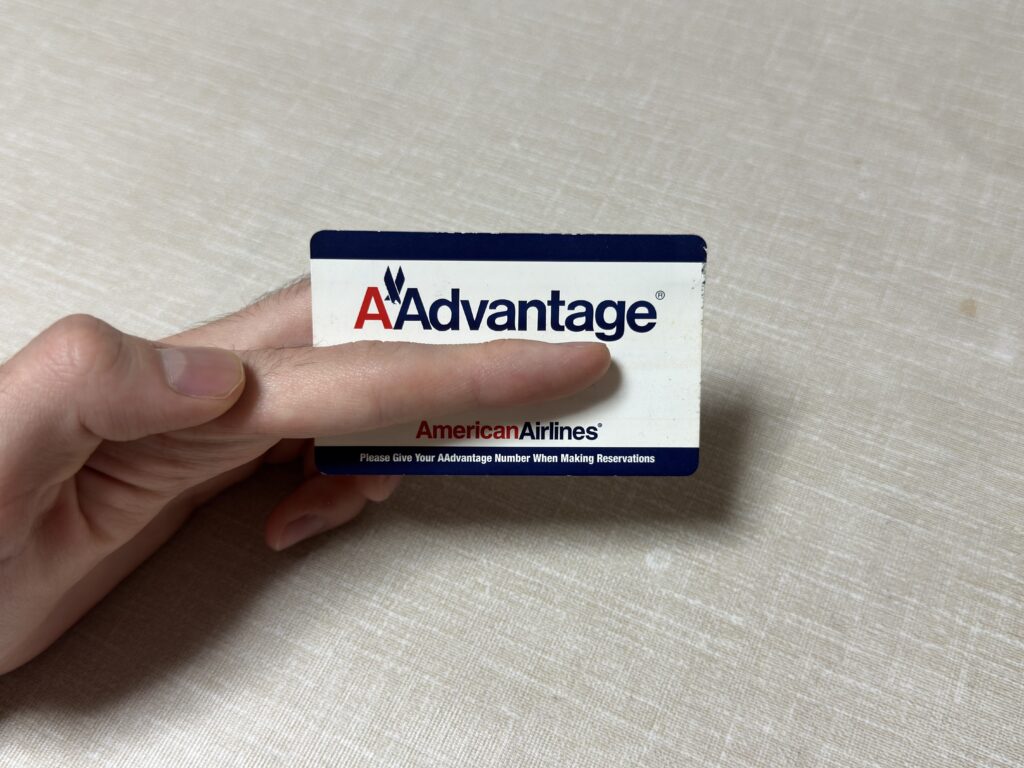 AAdvantage®
AmericanAirlines®
Please Give Your AAdvantage Number When Making Reservations